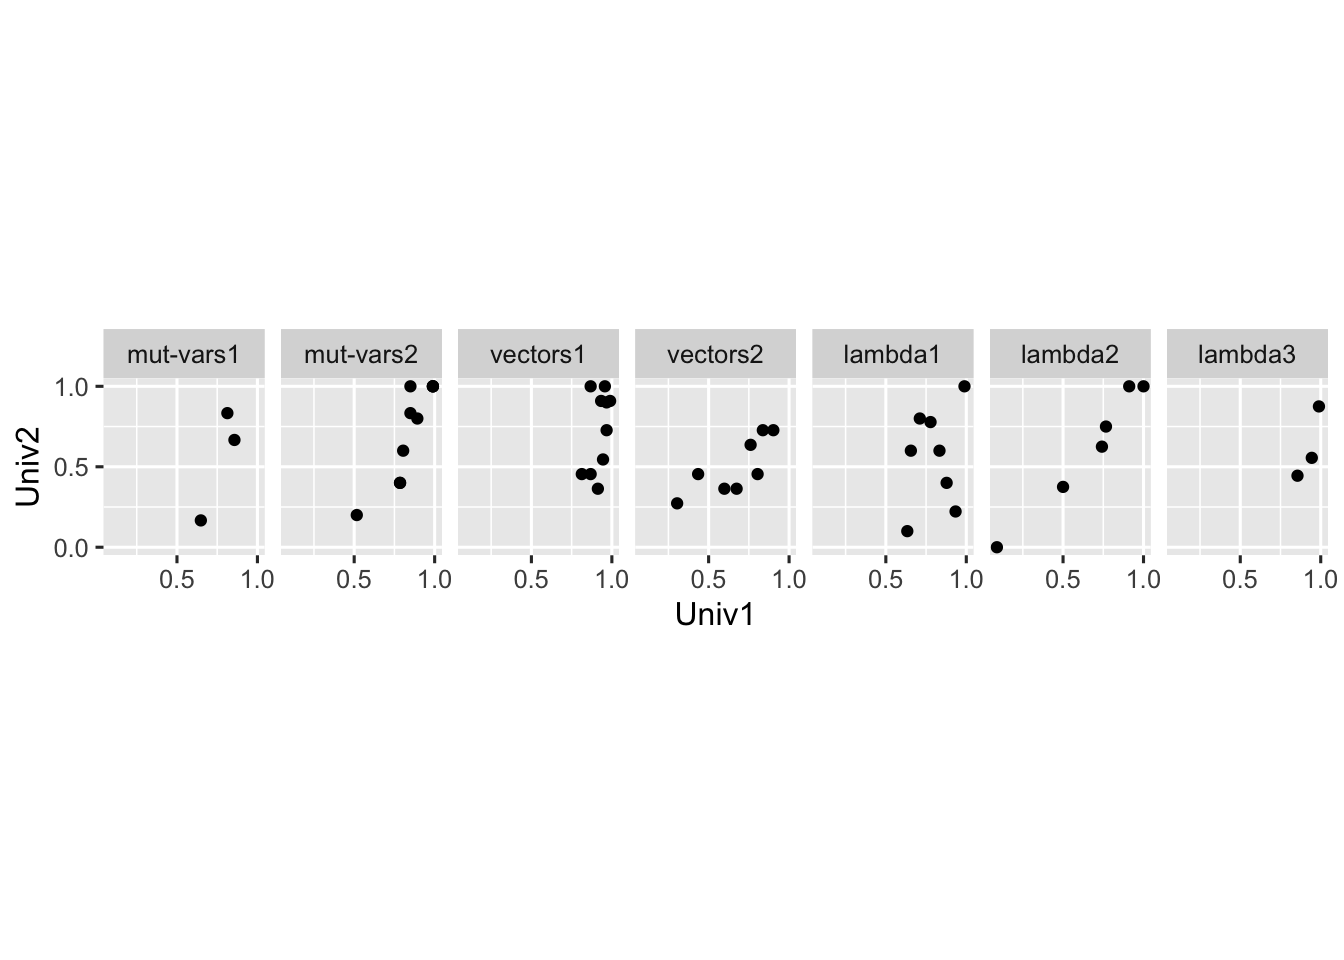 mut-vars1 mut-vars2 vectors1 vectors2 lambda1 lambda2 lambda3
1.0
0.5
0.0
Univ2
0.5 1.0 0.5 1.0 0.5 1.0 0.5 1.0 0.5 1.0 0.5 1.0 0.5 1.0
Univ1